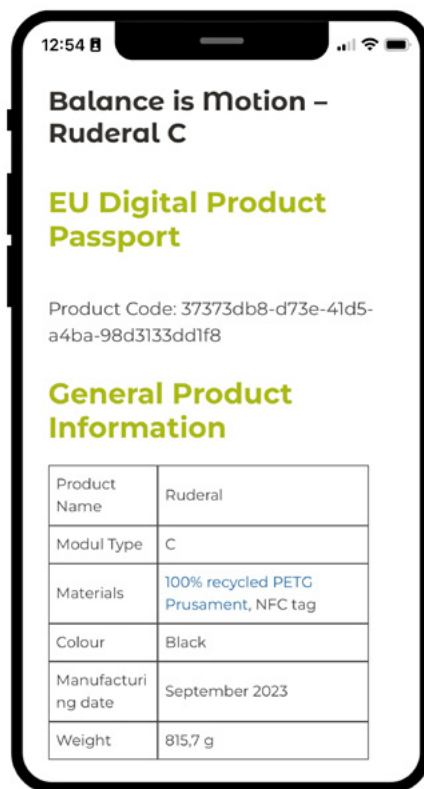 12:54
Balance is Motion –
Ruderal C
EU Digital Product
Passport
Product Code: 37373db8-d73e-41d5-
a4ba-98d3133dd1f8
General Product
Information
Product
Name
Ruderal
Modul Type
C
Materials
100% recycled PETG
Prusament, NFC tag
Colour
Black
Manufacturi
ng date
September 2023
Weight
815,7 g